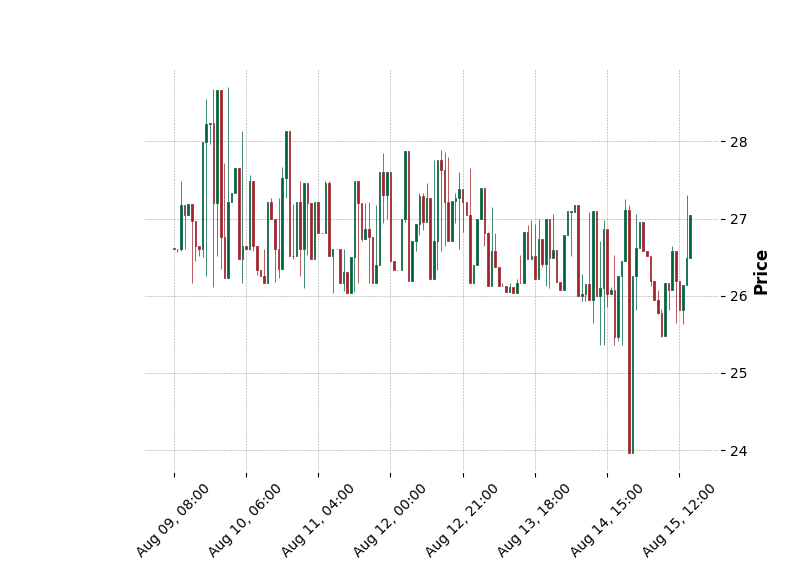 28
27
26
25
24
Price
Aug 09, 08:00
Aug 10, 06:00
Aug 11, 04:00
Aug 12, 00:00
Aug 12, 21:00
Aug 13, 18:00
Aug 14, 15:00
Aug 15, 12:00